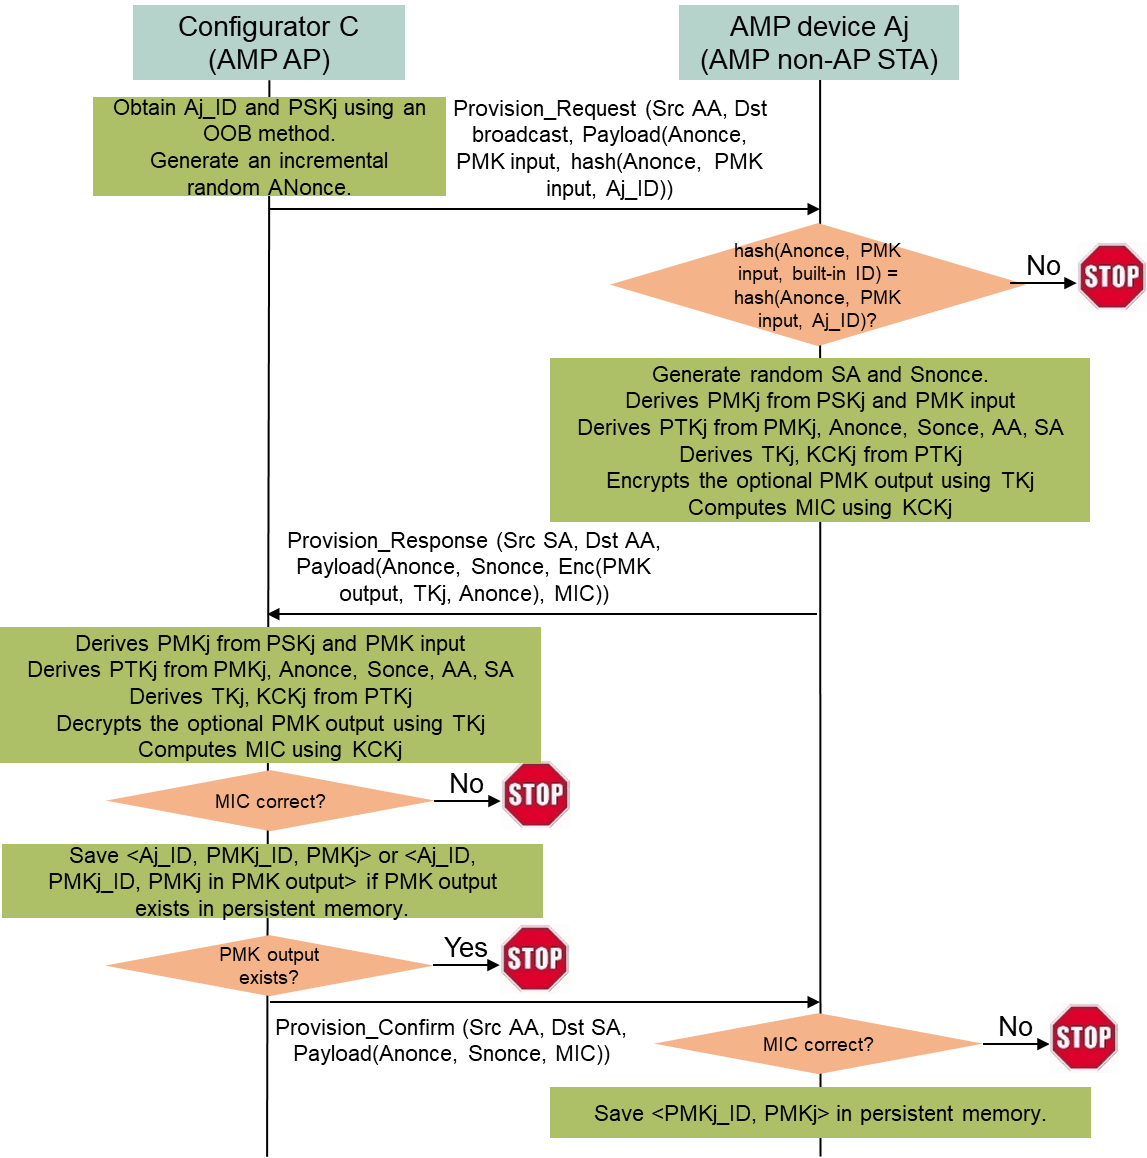 Configurator C
(AMP AP)
AMP device Aj
(AMP non-AP STA)
Obtain Aj_ID and PSKj using an
OOB method.
Generate an incremental
random ANonce.
Provision_Request (Src AA, Dst
broadcast, Payload(Anonce,
PMK input, hash(Anonce, PMK
input, Aj_ID))
hash(Anonce, PMK
input, built-in ID) =
hash(Anonce, PMK
input, Aj_ID)?
No
STOP
Generate random SA and Snonce.
Derives PMKj from PSKj and PMK input
Derives PTKj from PMKj, Anonce, Sonce, AA, SA
Derives TKj, KCKj from PTKj
Encrypts the optional PMK output using TKj
Computes MIC using KCKj
Provision_Response (Src SA, Dst AA,
Payload(Anonce, Snonce, Enc(PMK
output, TKj, Anonce), MIC))
Derives PMKj from PSKj and PMK input
Derives PTKj from PMKj, Anonce, Sonce, AA, SA
Derives TKj, KCKj from PTKj
Decrypts the optional PMK output using TKj
Computes MIC using KCKj
MIC correct?
No
STOP
Save <Aj_ID, PMKj_ID, PMKj> or <Aj_ID,
PMKj_ID, PMKj in PMK output> if PMK output
exists in persistent memory.
PMK output
exists?
Yes
STOP
Provision_Confirm (Src AA, Dst SA,
Payload(Anonce, Snonce, MIC))
MIC correct?
No
STOP
Save <PMKj_ID, PMKj> in persistent memory.